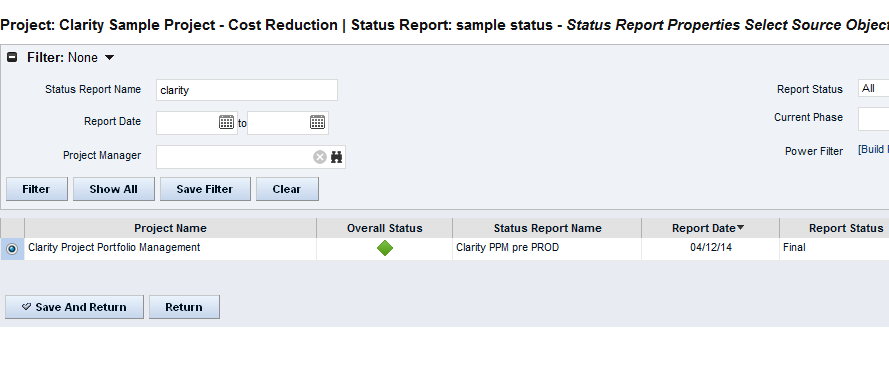 Project: Clarity Sample Project - Cost Reduction | Status Report: sample status - Status Report Properties Select Source Object
Filter: None
Status Report Name clarity Report Status All
Report Date to Current Phase
Project Manager Power Filter [Build
Filter Show All Save Filter Clear
Project Name Overall Status Status Report Name Report Date Report Status
Clarity Project Portfolio Management Clarity PPM pre PROD 04/12/14 Final
Save And Return Return